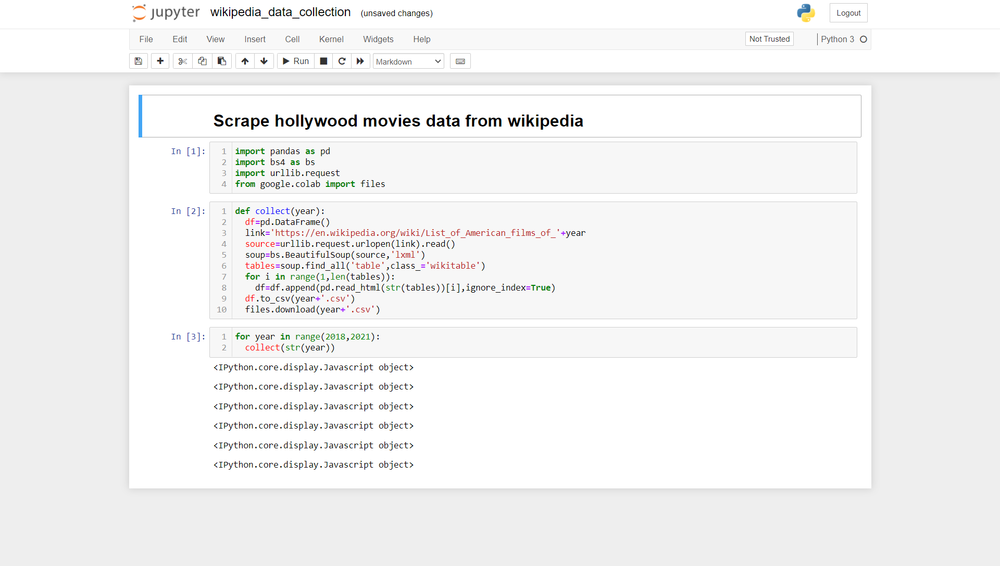 jupyter wikipedia_data_collection (unsaved changes) Logout
File Edit View Insert Cell Kernel Widgets Help Not Trusted Python 3
Run Markdown
Scrape hollywood movies data from wikipedia
In [1]:
1 import pandas as pd
2 import bs4 as bs
3 import urllib.request
4 from google.colab import files
In [2]:
1 def collect(year):
2   df=pd.DataFrame()
3   link='https://en.wikipedia.org/wiki/List_of_American_films_of_'+year
4   source=urllib.request.urlopen(link).read()
5   soup=bs.BeautifulSoup(source,'lxml')
6   tables=soup.find_all('table',class_='wikitable')
7   for i in range(1,len(tables)):
8     df=df.append(pd.read_html(str(tables))[i],ignore_index=True)
9   df.to_csv(year+'.csv')
10   files.download(year+'.csv')
In [3]:
1 for year in range(2018,2021):
2   collect(str(year))
<IPython.core.display.Javascript object>
<IPython.core.display.Javascript object>
<IPython.core.display.Javascript object>
<IPython.core.display.Javascript object>
<IPython.core.display.Javascript object>
<IPython.core.display.Javascript object>